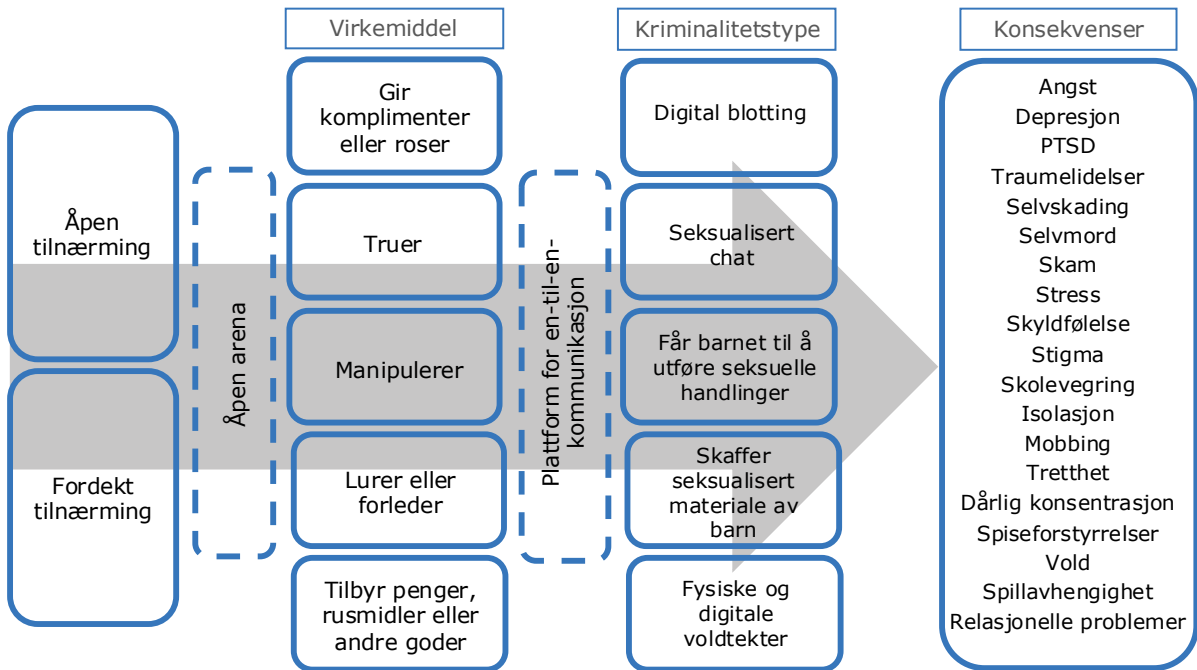 Virkemiddel
Kriminalitetstype
Konsekvenser
Åpen
tilnærming
Fordekt
tilnærming
Åpen arena
Gir
komplimenter
eller roser
Truer
Manipulerer
Lurer eller
forleder
Tilbyr penger,
rusmidler eller
andre goder
Plattform for en-til-en-
kommunikasjon
Digital blotting
Seksualisert
chat
Får barnet til å
utføre seksuelle
handlinger
Skaffer
seksualisert
materiale av
barn
Fysiske og
digitale
voldtekter
Angst
Depresjon
PTSD
Traumelidelser
Selvskading
Selvmord
Skam
Stress
Skyldfølelse
Stigma
Skolevegring
Isolasjon
Mobbing
Tretthet
Dårlig konsentrasjon
Spiseforstyrrelser
Vold
Spillavhengighet
Relasjonelle problemer